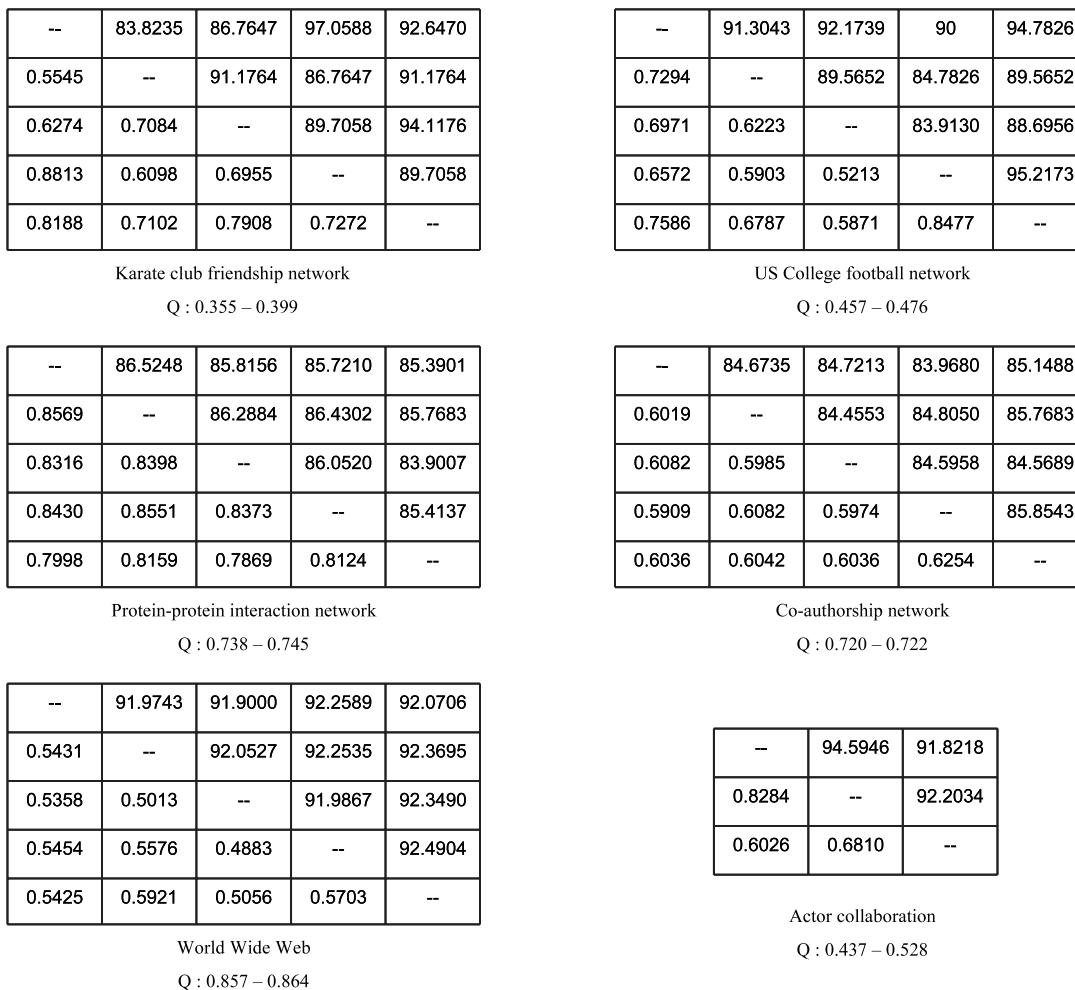 -- 83.8235 86.7647 97.0588 92.6470
0.5545 -- 91.1764 86.7647 91.1764
0.6274 0.7084 -- 89.7058 94.1176
0.8813 0.6098 0.6955 -- 89.7058
0.8188 0.7102 0.7908 0.7272 --
Karate club friendship network
Q : 0.355 – 0.399
-- 91.3043 92.1739 90 94.7826
0.7294 -- 89.5652 84.7826 89.5652
0.6971 0.6223 -- 83.9130 88.6956
0.6572 0.5903 0.5213 -- 95.2173
0.7586 0.6787 0.5871 0.8477 --
US College football network
Q : 0.457 – 0.476
-- 86.5248 85.8156 85.7210 85.3901
0.8569 -- 86.2884 86.4302 85.7683
0.8316 0.8398 -- 86.0520 83.9007
0.8430 0.8551 0.8373 -- 85.4137
0.7998 0.8159 0.7869 0.8124 --
Protein-protein interaction network
Q : 0.738 – 0.745
-- 84.6735 84.7213 83.9680 85.1488
0.6019 -- 84.4553 84.8050 85.7683
0.6082 0.5985 -- 84.5958 84.5689
0.5909 0.6082 0.5974 -- 85.8543
0.6036 0.6042 0.6036 0.6254 --
Co-authorship network
Q : 0.720 – 0.722
-- 91.9743 91.9000 92.2589 92.0706
0.5431 -- 92.0527 92.2535 92.3695
0.5358 0.5013 -- 91.9867 92.3490
0.5454 0.5576 0.4883 -- 92.4904
0.5425 0.5921 0.5056 0.5703 --
World Wide Web
Q : 0.857 – 0.864
-- 94.5946 91.8218
0.8284 -- 92.2034
0.6026 0.6810 --
Actor collaboration
Q : 0.437 – 0.528